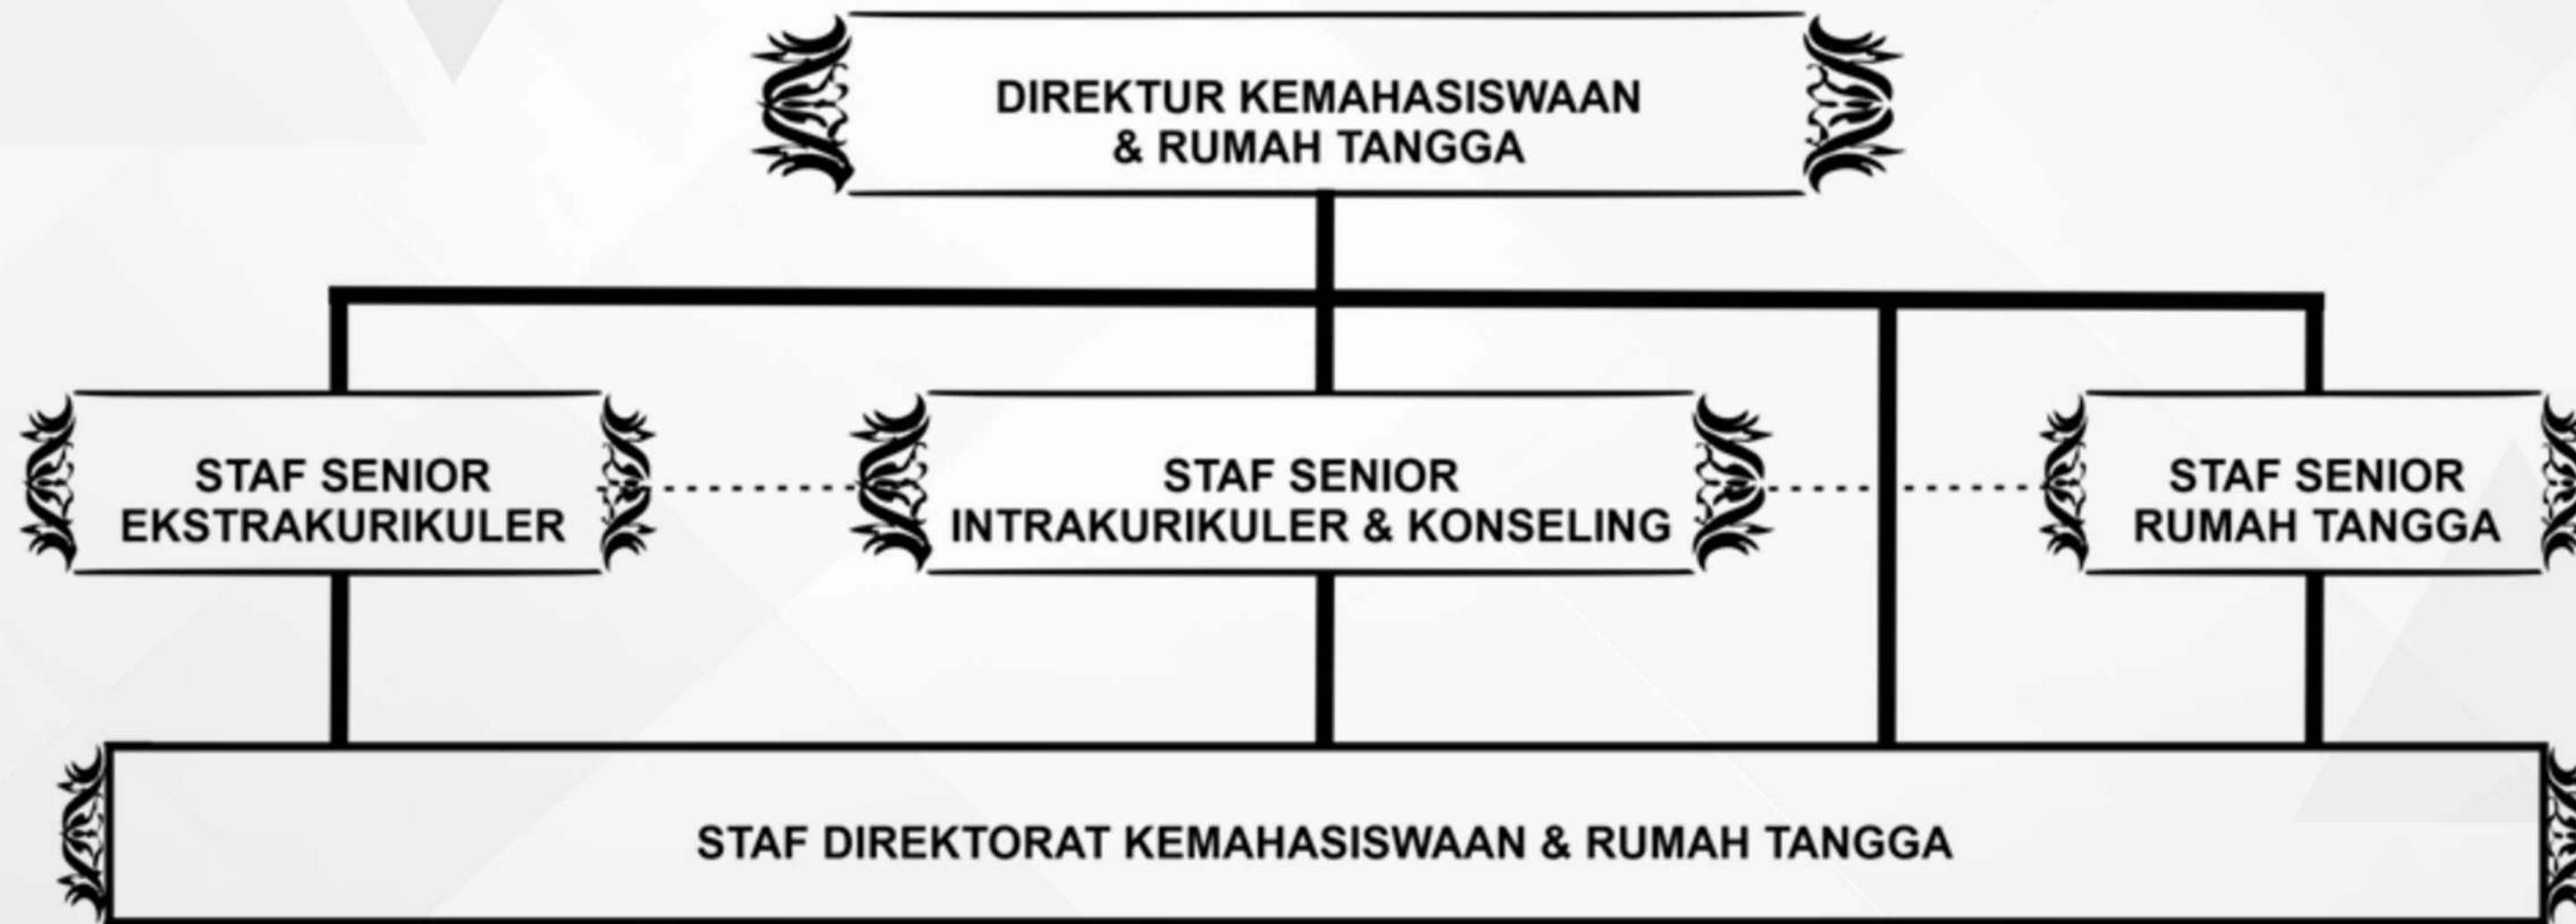 DIREKTUR KEMAHASISWAAN
& RUMAH TANGGA
STAF SENIOR
EKSTRAKURIKULER
STAF SENIOR
INTRAKURIKULER & KONSELING
STAF SENIOR
RUMAH TANGGA
STAF DIREKTORAT KEMAHASISWAAN & RUMAH TANGGA